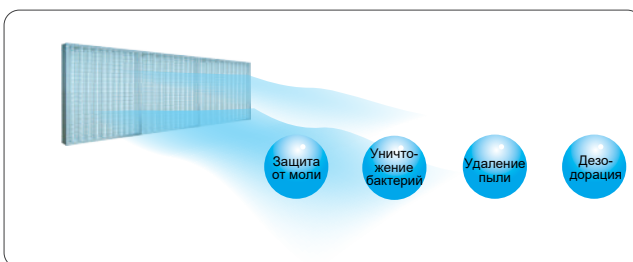 Защита
от моли
Уничто-
жение
бактерий
Удаление
пыли
Дезо-
дорация